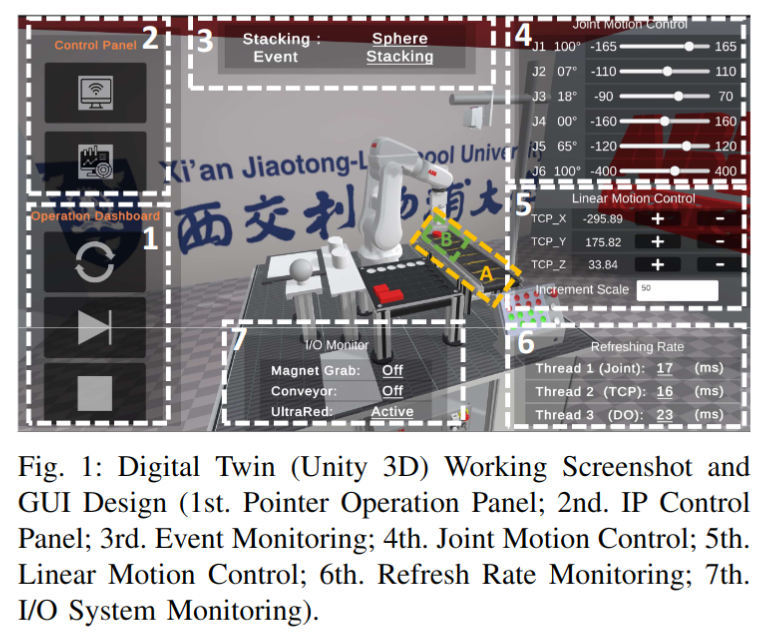 Control Panel
2
Operation Dashboard
1
3
Stacking : Sphere
Event Stacking
4
Joint Motion Control
J1 100° -165 165
J2 07° -110 110
J3 18° -90 70
J4 00° -160 160
J5 65° -120 120
J6 100° -400 400
5
Linear Motion Control
TCP_X -295.89 + -
TCP_Y 175.82 + -
TCP_Z 33.84 + -
Increment Scale 50
Xi'an Jiaotong-L pool University
西交利 浦大
ABB
B
A
7
I/O Monitor
Magnet Grab: Off
Conveyor: Off
UltraRed: Active
6
Refreshing Rate
Thread 1 (Joint): 17 (ms)
Thread 2 (TCP): 16 (ms)
Thread 3 (DO): 23 (ms)
Fig. 1: Digital Twin (Unity 3D) Working Screenshot and
GUI Design (1st. Pointer Operation Panel; 2nd. IP Control
Panel; 3rd. Event Monitoring; 4th. Joint Motion Control; 5th.
Linear Motion Control; 6th. Refresh Rate Monitoring; 7th.
I/O System Monitoring).